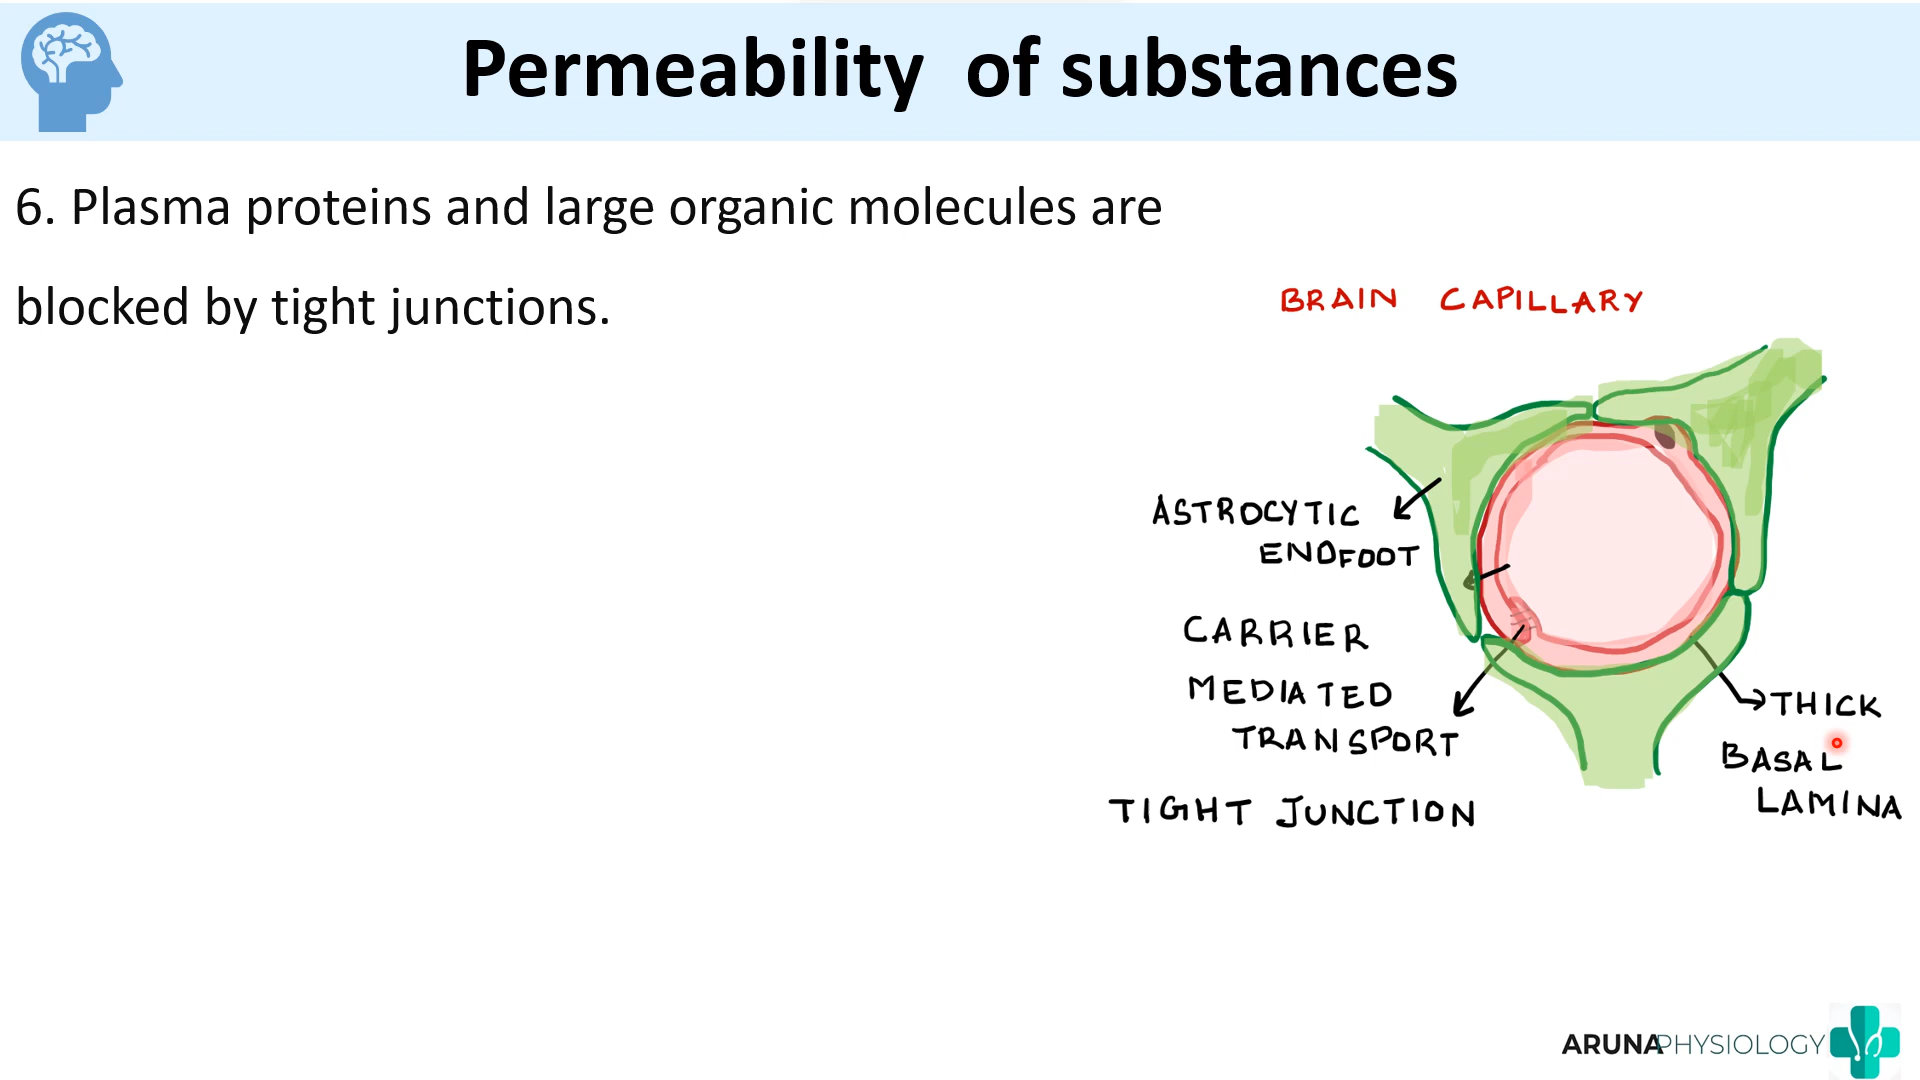 Permeability of substances
6. Plasma proteins and large organic molecules are
blocked by tight junctions.
BRAIN CAPILLARY
ASTROCYTIC
ENDFOOT
CARRIER
MEDIATED
TRANSPORT
TIGHT JUNCTION
THICK
BASAL
LAMINA
ARUNAPHYSIOLOGY